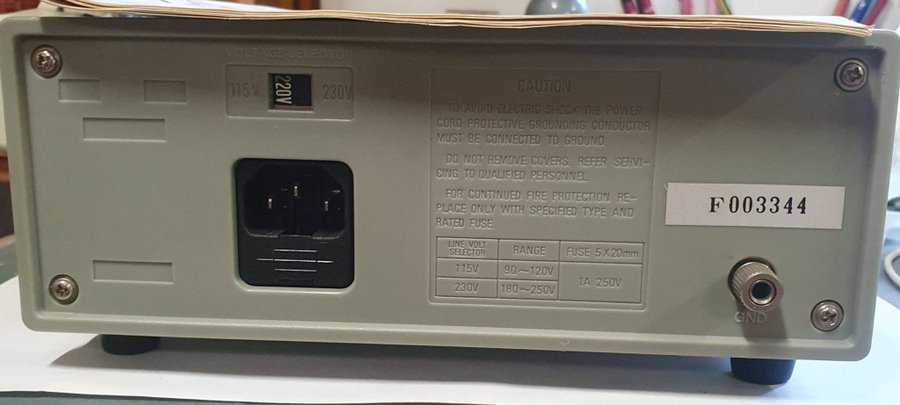 VOLTAGE SELECTOR
115V 220V 230V
CAUTION
TO AVOID ELECTRIC SHOCK THE POWER
CORD PROTECTIVE GROUNDING CONDUCTOR
MUST BE CONNECTED TO GROUND.
DO NOT REMOVE COVERS. REFER SERVI-
CING TO QUALIFIED PERSONNEL.
FOR CONTINUED FIRE PROTECTION RE-
PLACE ONLY WITH SPECIFIED TYPE AND
RATED FUSE.
LINE VOLT SELECTOR RANGE FUSE 5X20mm
115V 90~120V 1A 250V
230V 180~250V
F003344
GND